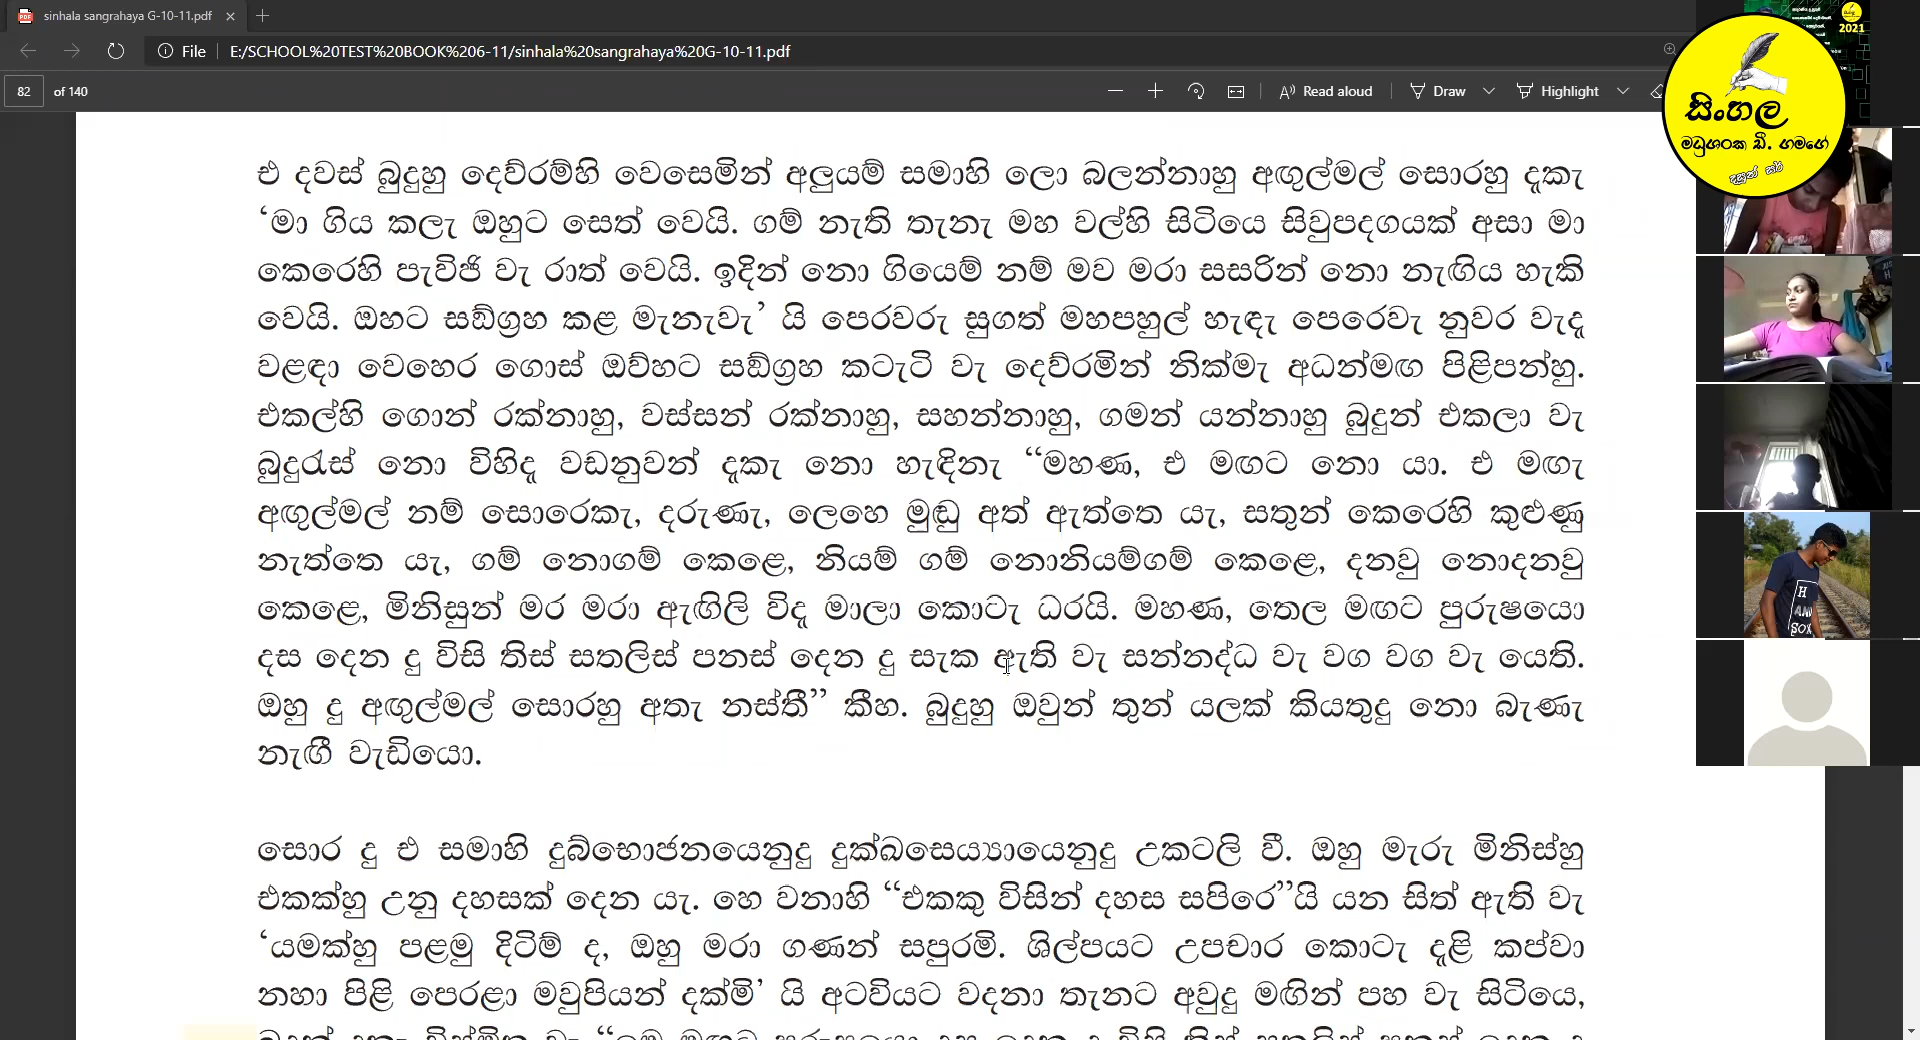 sinhala sangrahaya G-10-11.pdf
2021
File E:/SCHOOL%20TEST%20BOOK%206-11/sinhala%20sangrahaya%20G-10-11.pdf
82 of 140 Read aloud Draw Highlight
සිංහල
මධුශංක ඩී. ගමගේ
එ දවස් බුදුහු දෙව්රම්හි වෙසෙමින් අලුයම් සමාහි ලො බලන්නාහු අඟුල්මල් සොරහු දැකැ
‘මා ගිය කලැ ඔහුට සෙත් වෙයි. ගම් නැති තැනැ මහ වල්හි සිටියෙ සිවුපදගයක් අසා මා
කෙරෙහි පැවිජි වැ රාත් වෙයි. ඉදින් නො ගියෙම් නම් මව මරා සසරින් නො නැඟිය හැකි
වෙයි. ඔහට සඞ්ග්‍රහ කළ මැනැවැ’ යි පෙරවරු සුගත් මහපහුල් හැඳැ පෙරෙවැ නුවර වැදැ
වළඳා වෙහෙර ගොස් ඔව්හට සඞ්ග්‍රහ කටැටි වැ දෙව්රමින් නික්මැ අධන්මඟ පිළිපන්හු.
එකල්හි ගොන් රක්නාහු, වස්සන් රක්නාහු, සහන්නාහු, ගමන් යන්නාහු බුදුන් එකලා වැ
බුදුරැස් නො විහිදැ වඩනුවන් දැකැ නො හැඳිනැ “මහණ, එ මඟට නො යා. එ මඟැ
අඟුල්මල් නම් සොරෙකැ, දරුණැ, ලෙහෙ මුඬු අත් ඇත්තෙ යැ, සතුන් කෙරෙහි කුළුණු
නැත්තෙ යැ, ගම් නොගම් කෙළෙ, නියම් ගම් නොනියම්ගම් කෙළෙ, දනවු නොදනවු
කෙළෙ, මිනිසුන් මර මරා ඇඟිලි විදැ මාලා කොටැ ධරයි. මහණ, තෙල මඟට පුරුෂයො
දස දෙන දු විසි තිස් සතලිස් පනස් දෙන දු සැක ඇති වැ සන්නද්ධ වැ වග වග වැ යෙති.
ඔහු දු අඟුල්මල් සොරහු අතැ නස්තී” කීහ. බුදුහු ඔවුන් තුන් යලක් කියතුදු නො බැණැ
නැඟී වැඩියො.
සොර දු එ සමාහි දුබ්භොජනයෙනුදු දුක්ඛසෙය්‍යායෙනුදු උකටලි වී. ඔහු මැරු මිනිස්හු
එකක්හු උනු දහසක් දෙන යැ. හෙ වනාහි “එකකු විසින් දහස සපිරෙ”යි යන සිත් ඇති වැ
‘යමක්හු පළමු දිටිම් ද, ඔහු මරා ගණන් සපුරමි. ශිල්පයට උපචාර කොටැ දැළි කප්වා
නහා පිළි පෙරළා මවුපියන් දක්මි’ යි අටවියට වදනා තැනට අවුදු මඟින් පහ වැ සිටියෙ,